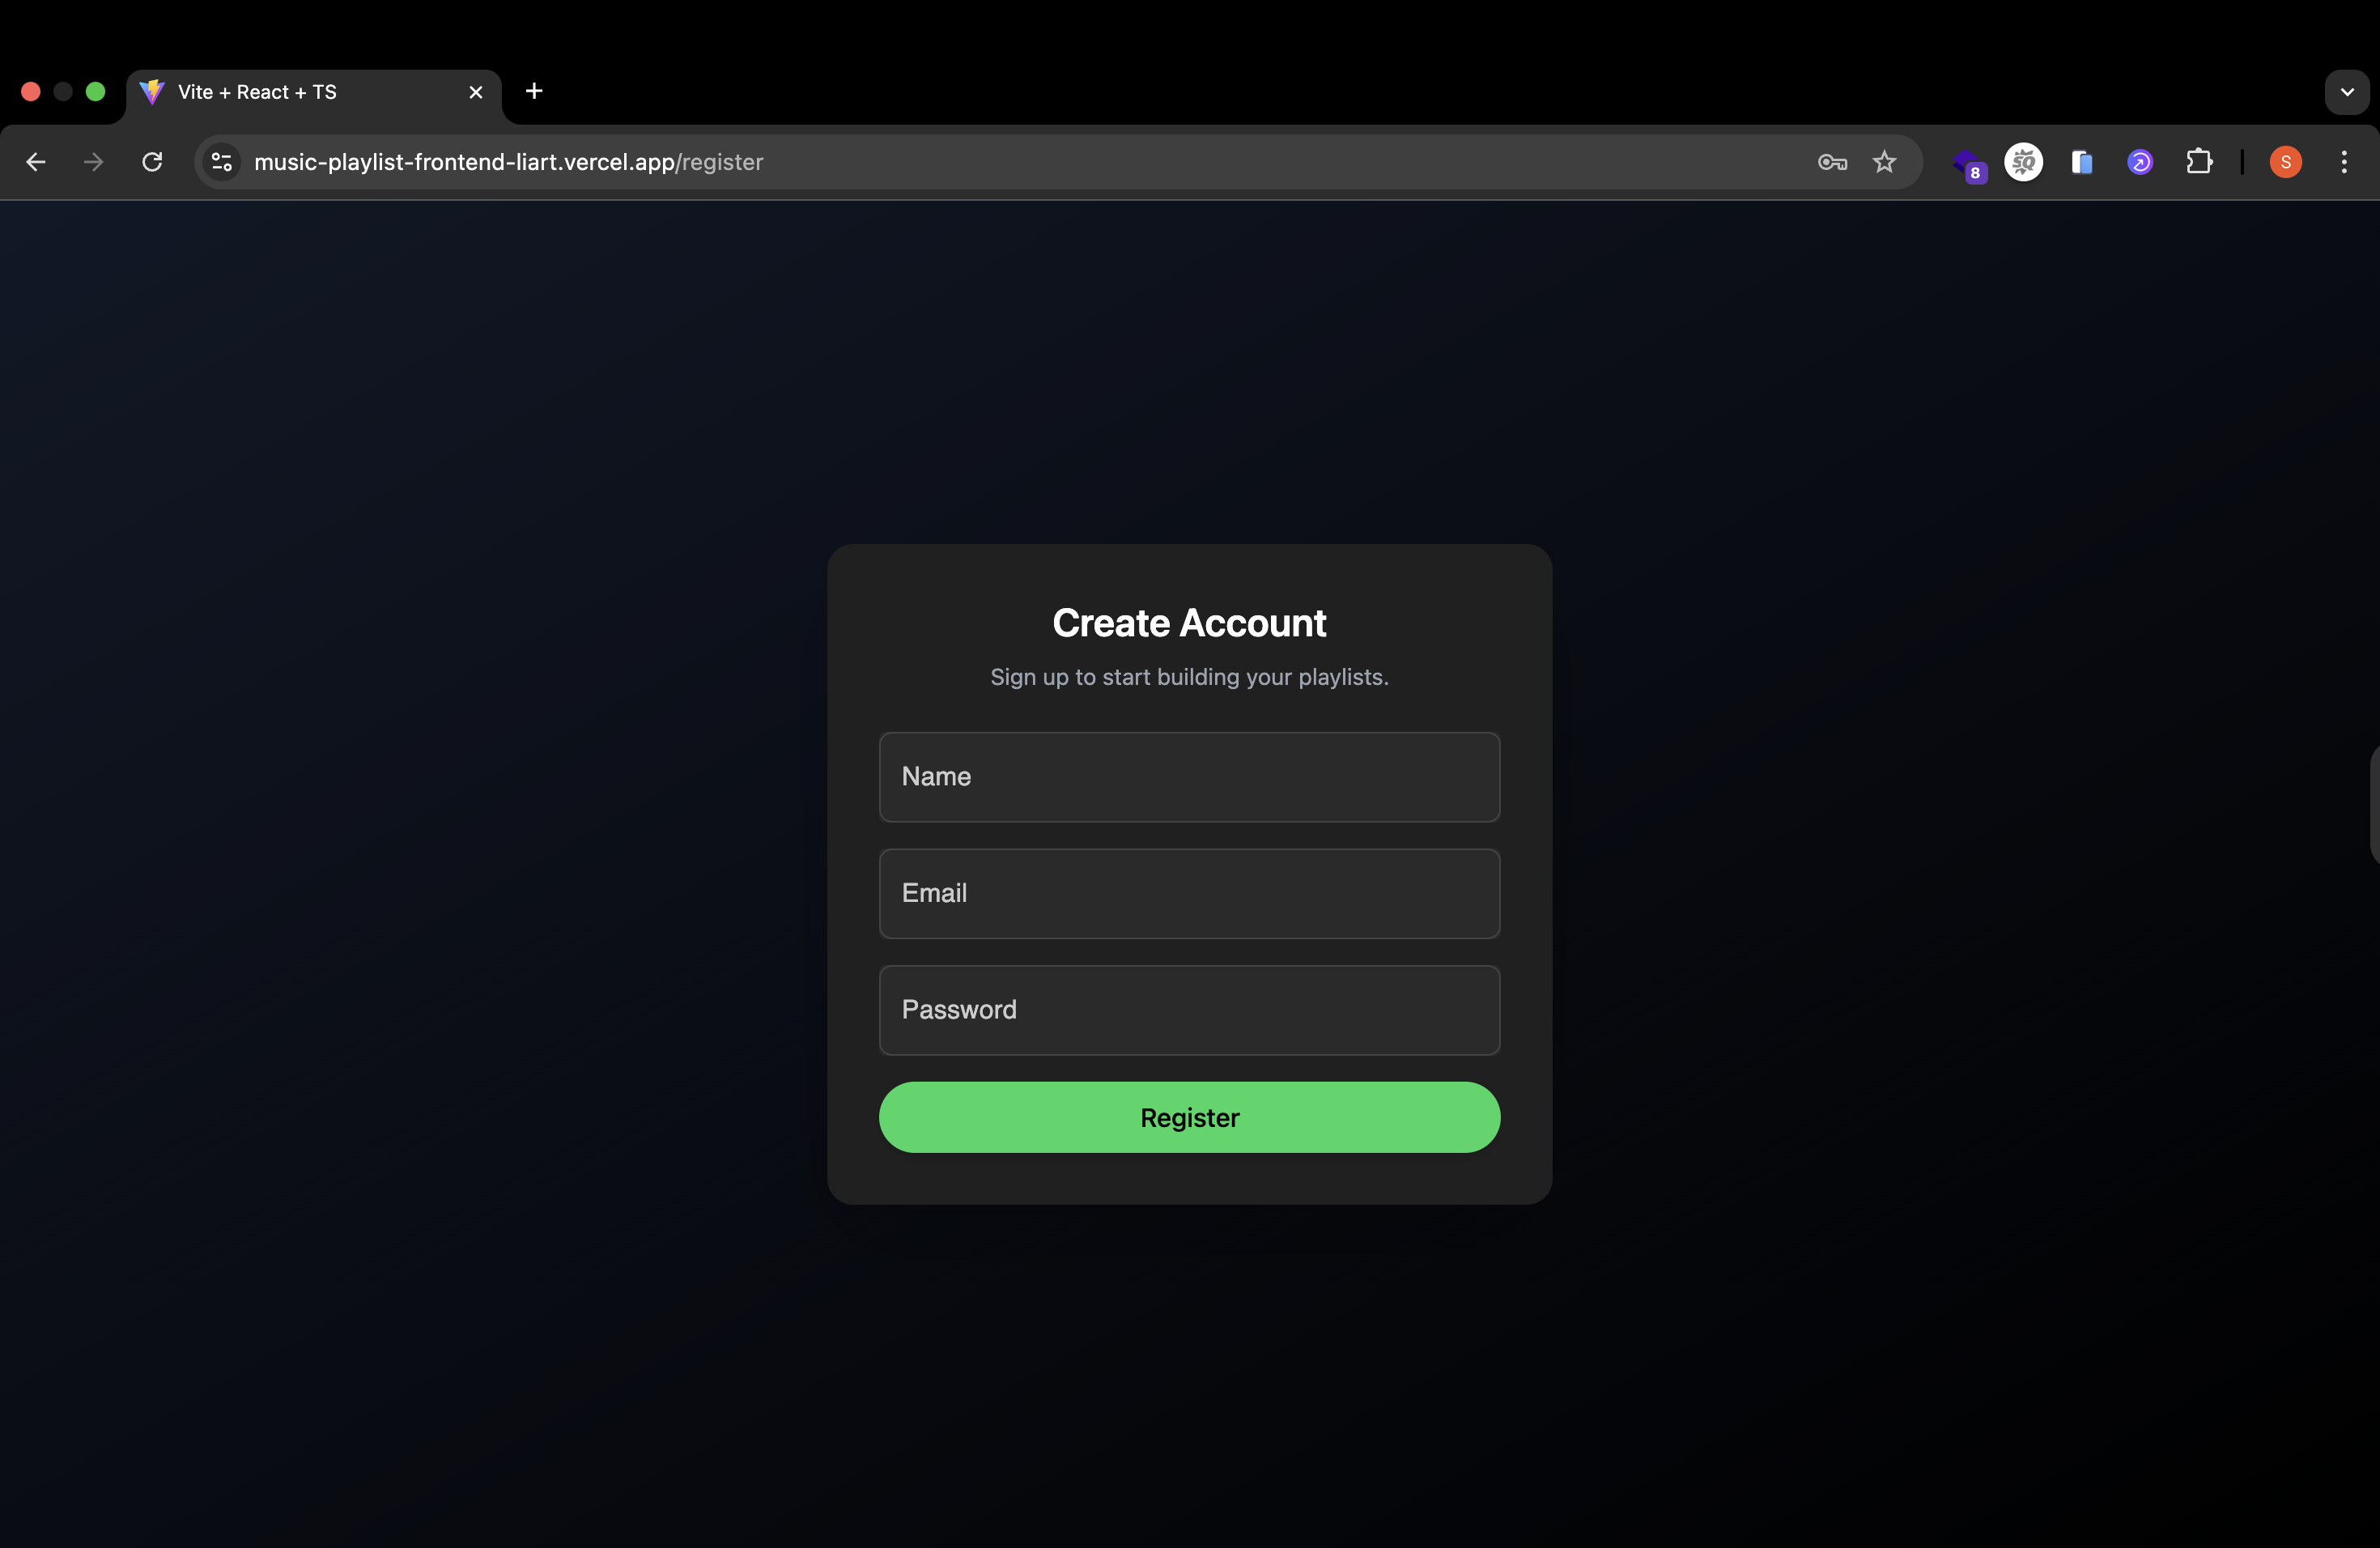 Vite + React + TS
music-playlist-frontend-liart.vercel.app/register
8
SQ
S
Create Account
Sign up to start building your playlists.
Name
Email
Password
Register